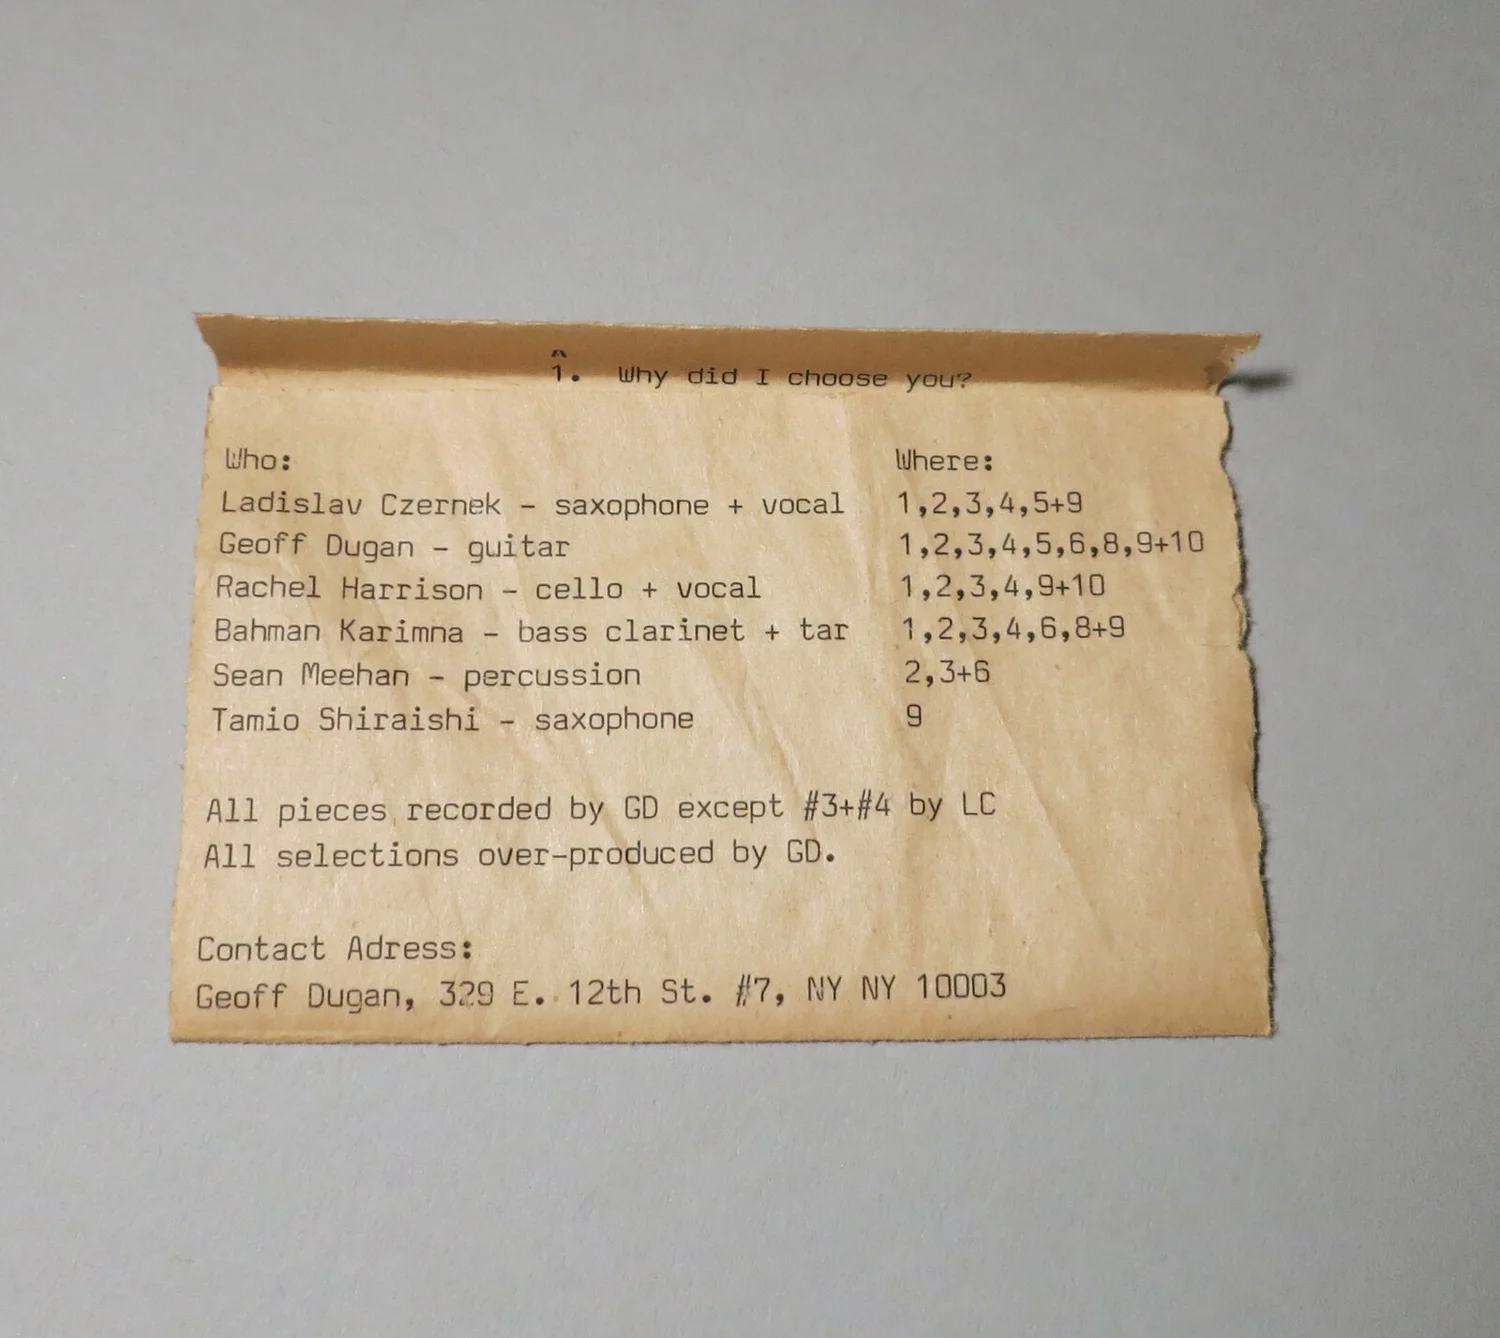 1. Why did I choose you?
Who: Where:
Ladislav Czernek - saxophone + vocal 1,2,3,4,5+9
Geoff Dugan - guitar 1,2,3,4,5,6,8,9+10
Rachel Harrison - cello + vocal 1,2,3,4,9+10
Bahman Karimna - bass clarinet + tar 1,2,3,4,6,8+9
Sean Meehan - percussion 2,3+6
Tamio Shiraishi - saxophone 9
All pieces recorded by GD except #3+#4 by LC
All selections over-produced by GD.
Contact Adress:
Geoff Dugan, 329 E. 12th St. #7, NY NY 10003